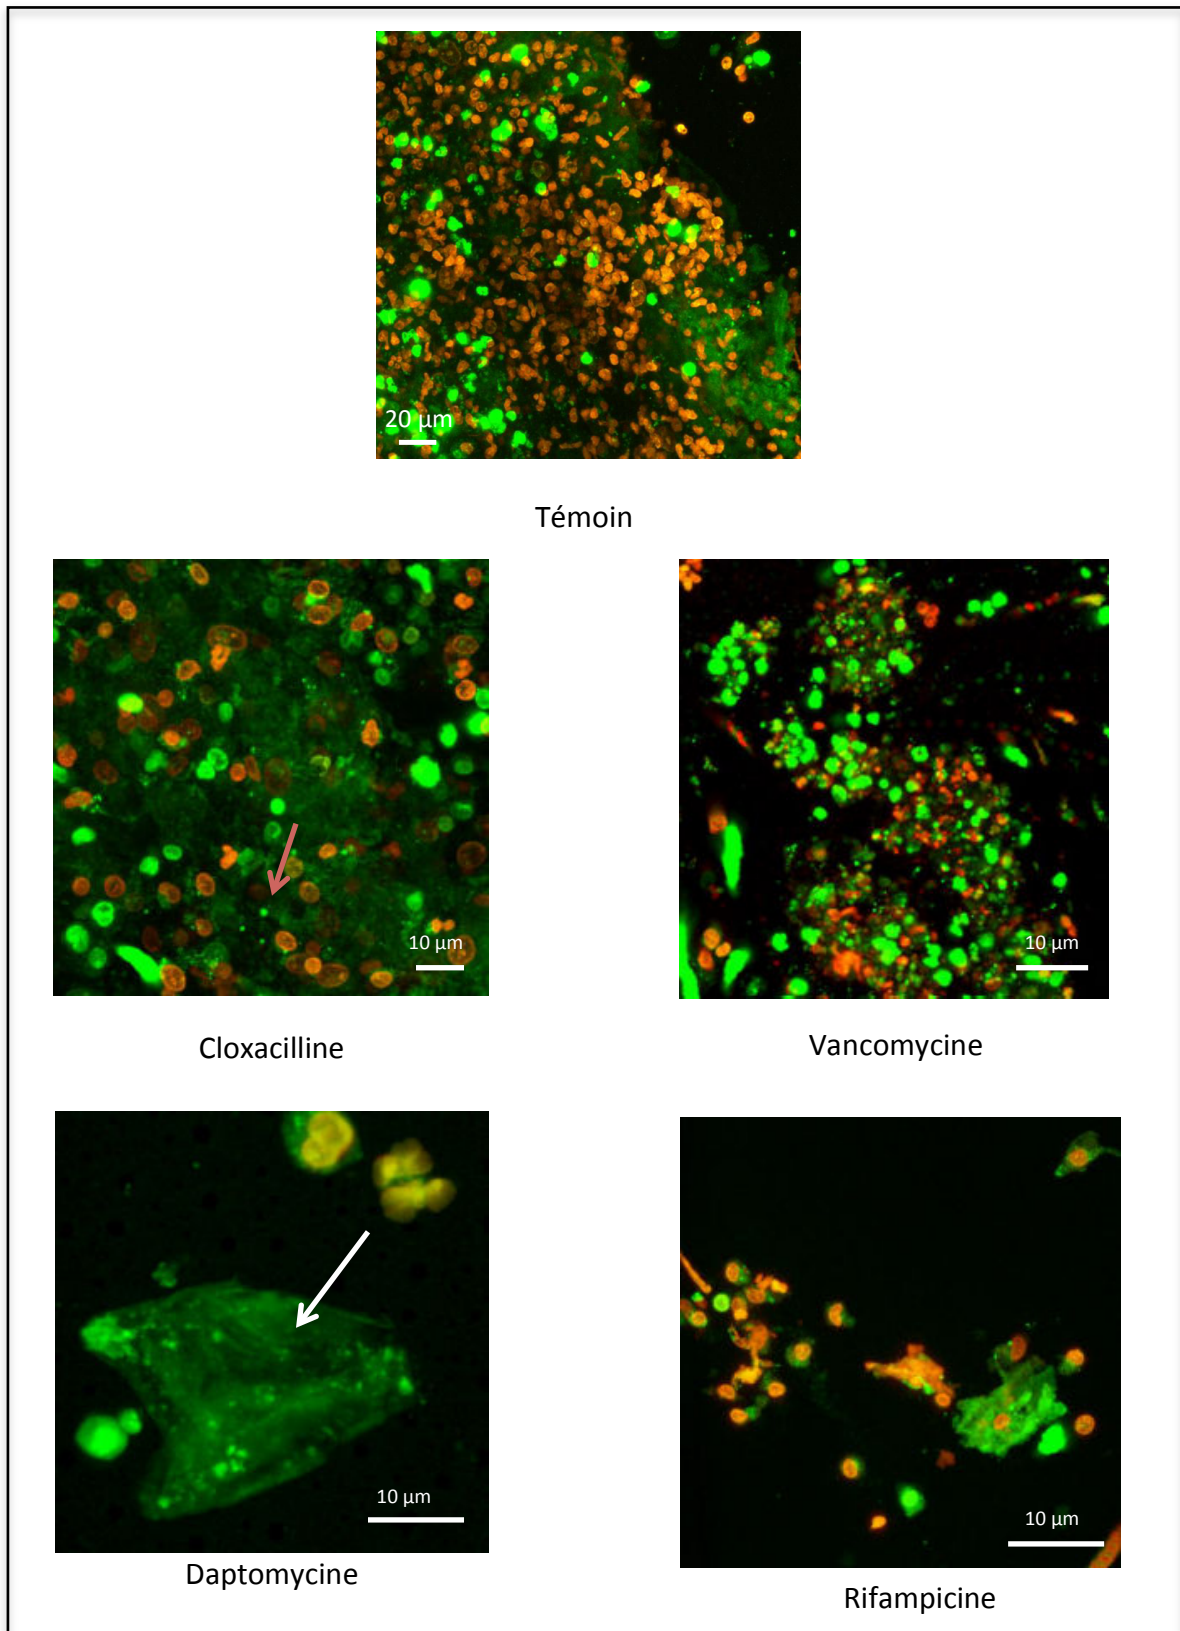 20 µm
Témoin
10 µm
10 µm
Cloxacilline
Vancomycine
10 µm
10 µm
Daptomycine
Rifampicine